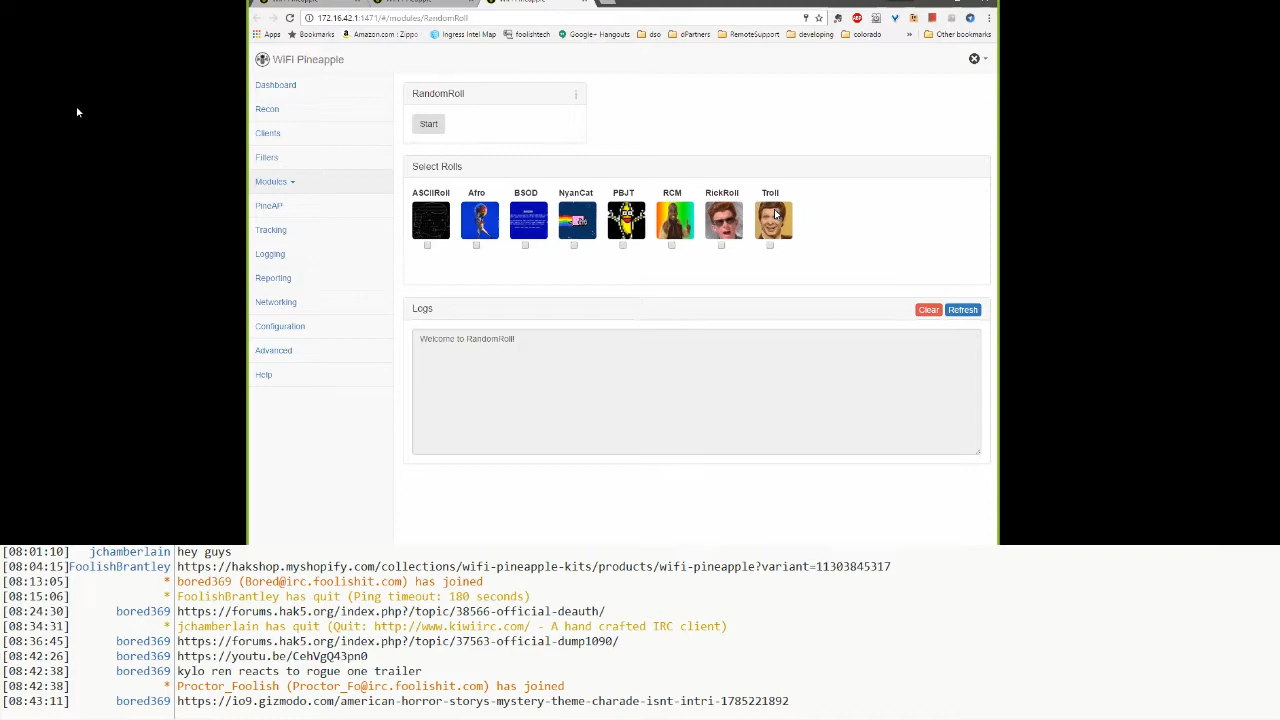 172.16.42.1:1471/#/modules/RandomRoll
Apps Bookmarks Amazon.com : Zippo Ingress Intel Map foolishtech Google+ Hangouts dso dPartners RemoteSupport developing colorado » Other bookmarks
WiFi Pineapple
Dashboard
Recon
Clients
Filters
Modules
PineAP
Tracking
Logging
Reporting
Networking
Configuration
Advanced
Help
RandomRoll
Start
Select Rolls
ASCIIRoll Afro BSOD NyanCat PBJT RCM RickRoll Troll
Logs Clear Refresh
Welcome to RandomRoll!
[08:01:10] jchamberlain hey guys
[08:04:15]FoolishBrantley https://hakshop.myshopify.com/collections/wifi-pineapple-kits/products/wifi-pineapple?variant=11303845317
[08:13:05] * bored369 (Bored@irc.foolishit.com) has joined
[08:15:06] * FoolishBrantley has quit (Ping timeout: 180 seconds)
[08:24:30] bored369 https://forums.hak5.org/index.php?/topic/38566-official-deauth/
[08:34:31] * jchamberlain has quit (Quit: http://www.kiwiirc.com/ - A hand crafted IRC client)
[08:36:45] bored369 https://forums.hak5.org/index.php?/topic/37563-official-dump1090/
[08:42:26] bored369 https://youtu.be/CehVgQ43pn0
[08:42:38] bored369 kylo ren reacts to rogue one trailer
[08:42:38] * Proctor_Foolish (Proctor_Fo@irc.foolishit.com) has joined
[08:43:11] bored369 https://io9.gizmodo.com/american-horror-storys-mystery-theme-charade-isnt-intri-1785221892